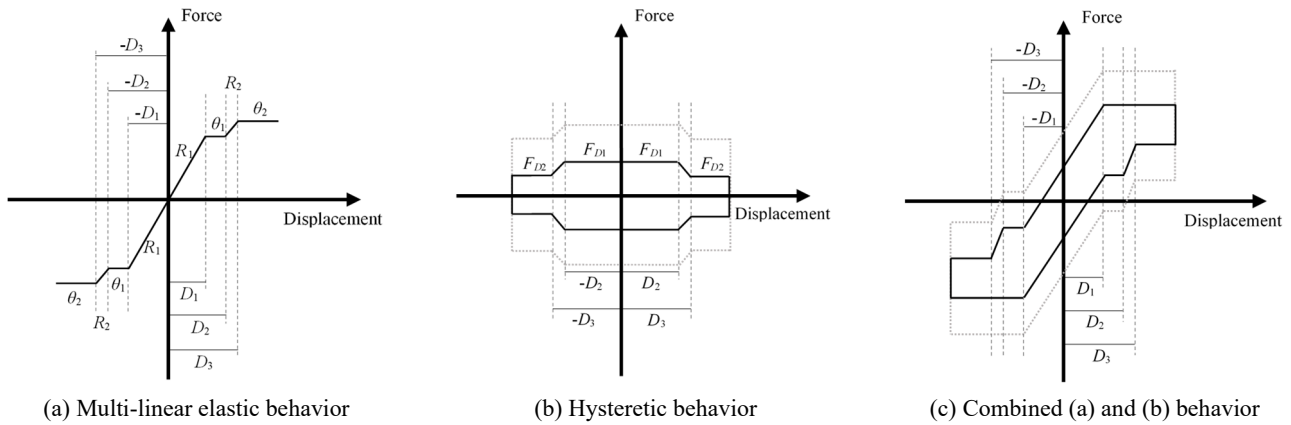 Force
-D3
-D2
R2
-D1
θ1
θ2
R1
Displacement
R1
θ2
θ1
R2
D1
D2
D3
(a) Multi-linear elastic behavior
Force
FD2
FD1
FD1
FD2
Displacement
-D2
D2
-D3
D3
(b) Hysteretic behavior
Force
-D3
-D2
-D1
Displacement
D1
D2
D3
(c) Combined (a) and (b) behavior